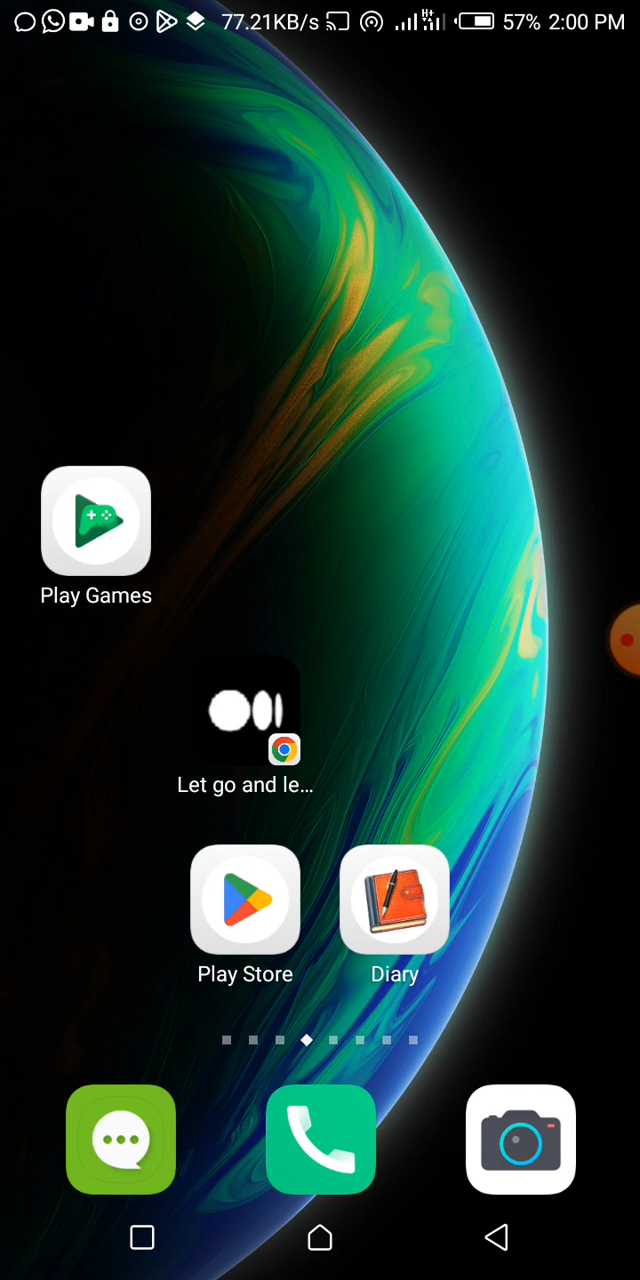 77.21KB/s H+ 57% 2:00 PM
Play Games
Let go and le...
Play Store
Diary